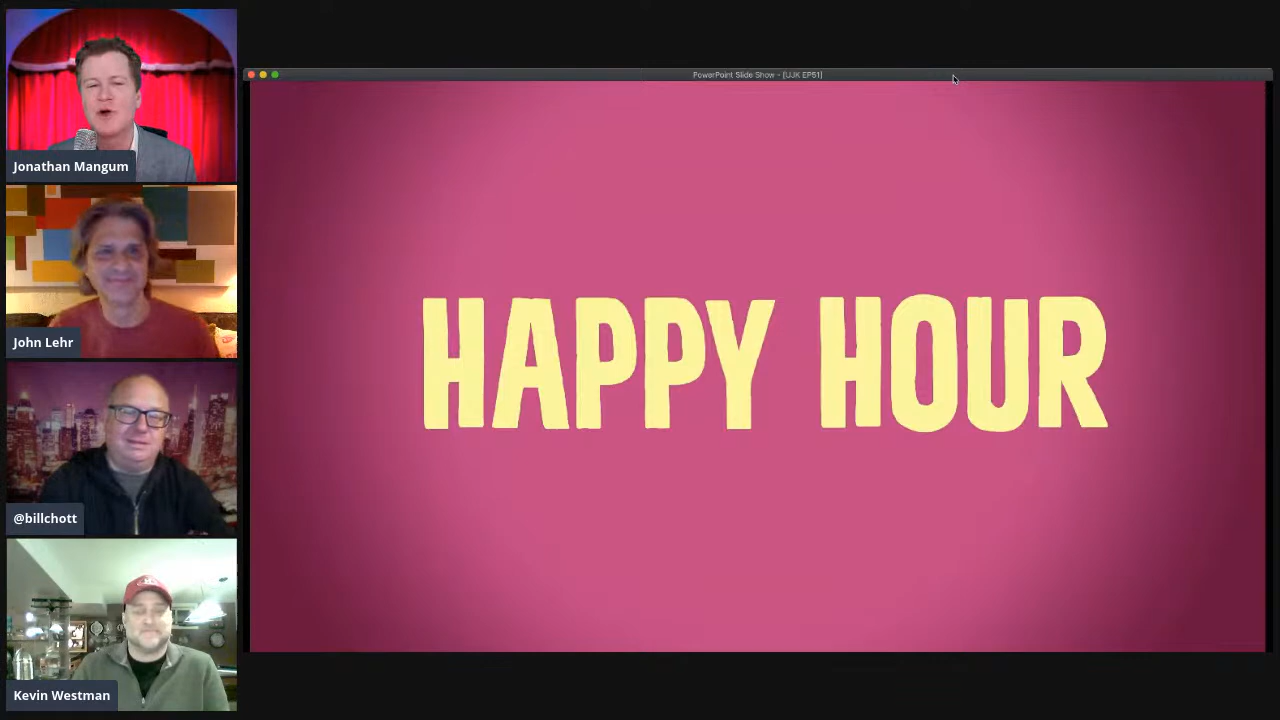 Jonathan Mangum
John Lehr
@billchott
Kevin Westman
PowerPoint Slide Show - [UJK EP51]
HAPPY HOUR